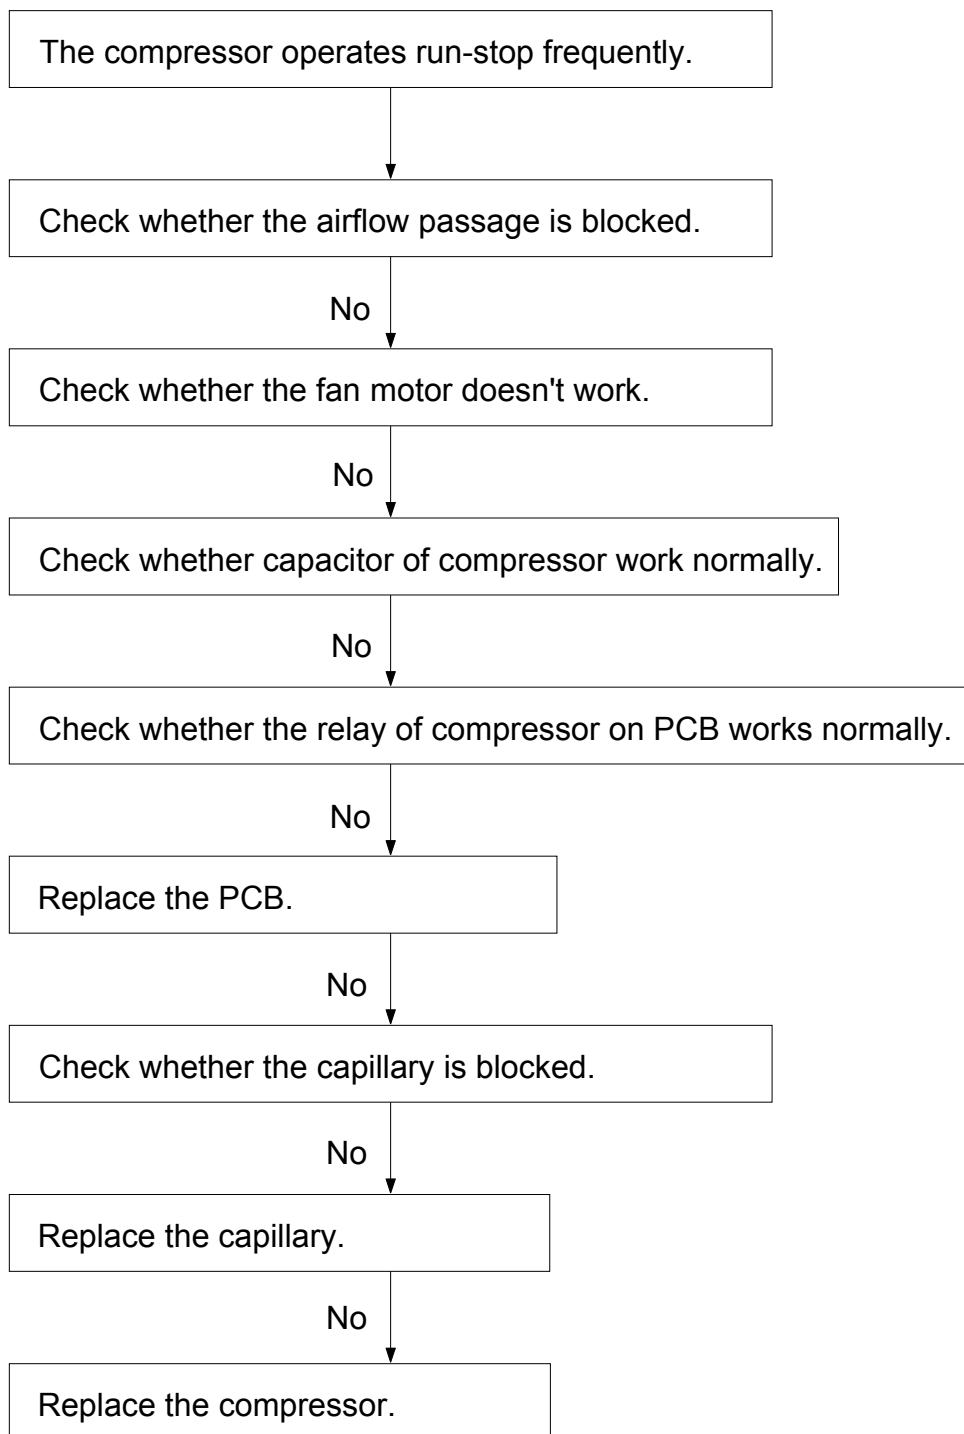 The compressor operates run-stop frequently.
Check whether the airflow passage is blocked.
No
Check whether the fan motor doesn't work.
No
Check whether capacitor of compressor work normally.
No
Check whether the relay of compressor on PCB works normally.
No
Replace the PCB.
No
Check whether the capillary is blocked.
No
Replace the capillary.
No
Replace the compressor.